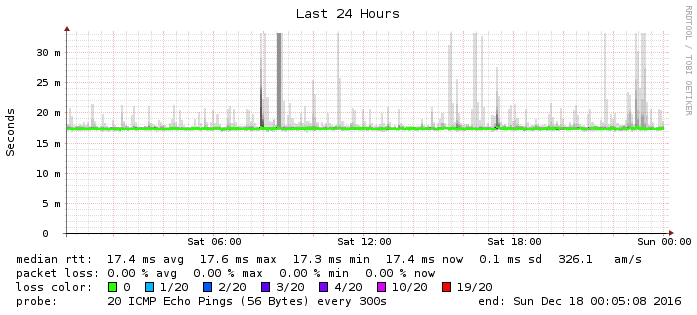 Last 24 Hours
RRDTOOL / TOBI OETIKER
Seconds
30 m
25 m
20 m
15 m
10 m
5 m
0
Sat 06:00 Sat 12:00 Sat 18:00 Sun 00:00
median rtt: 17.4 ms avg 17.6 ms max 17.3 ms min 17.4 ms now 0.1 ms sd 326.1 am/s
packet loss: 0.00 % avg 0.00 % max 0.00 % min 0.00 % now
loss color: 0 1/20 2/20 3/20 4/20 10/20 19/20
probe: 20 ICMP Echo Pings (56 Bytes) every 300s end: Sun Dec 18 00:05:08 2016